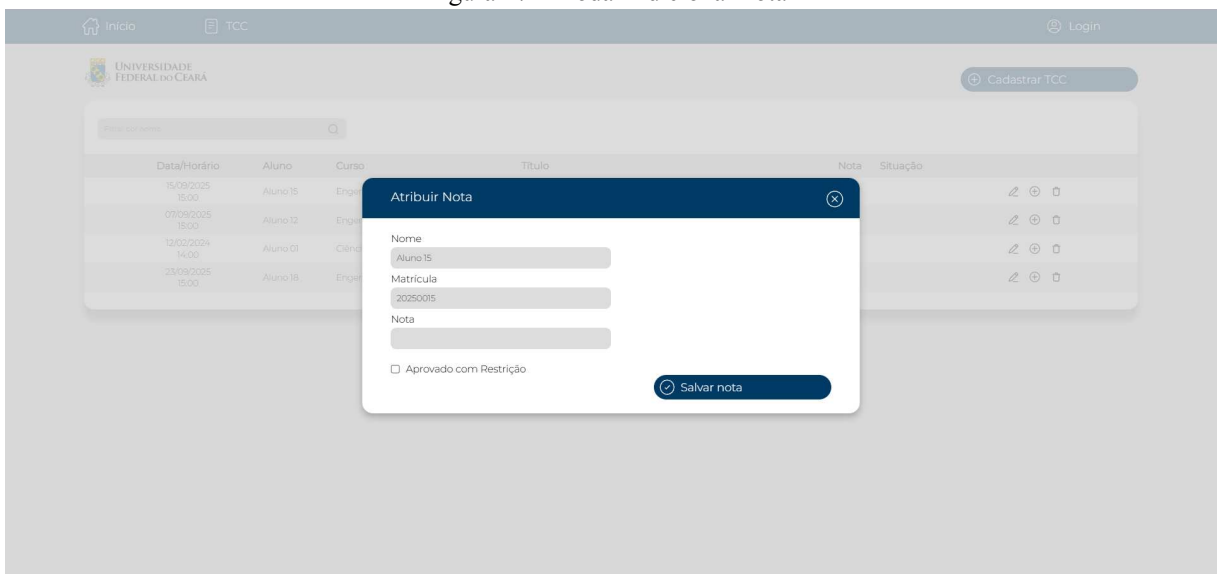 Início
TCC
Login
UNIVERSIDADE
FEDERAL DO CEARÁ
Cadastrar TCC
Data/Horário Aluno Curso Título Nota Situação
15/09/2025
15:00
Aluno 15
07/09/2025
Aluno 12
12/02/2024
14:00
Aluno 01
23/09/2025
15:00
Aluno 18
Atribuir Nota
Nome
Aluno 15
Matrícula
20250015
Nota
Aprovado com Restrição
Salvar nota